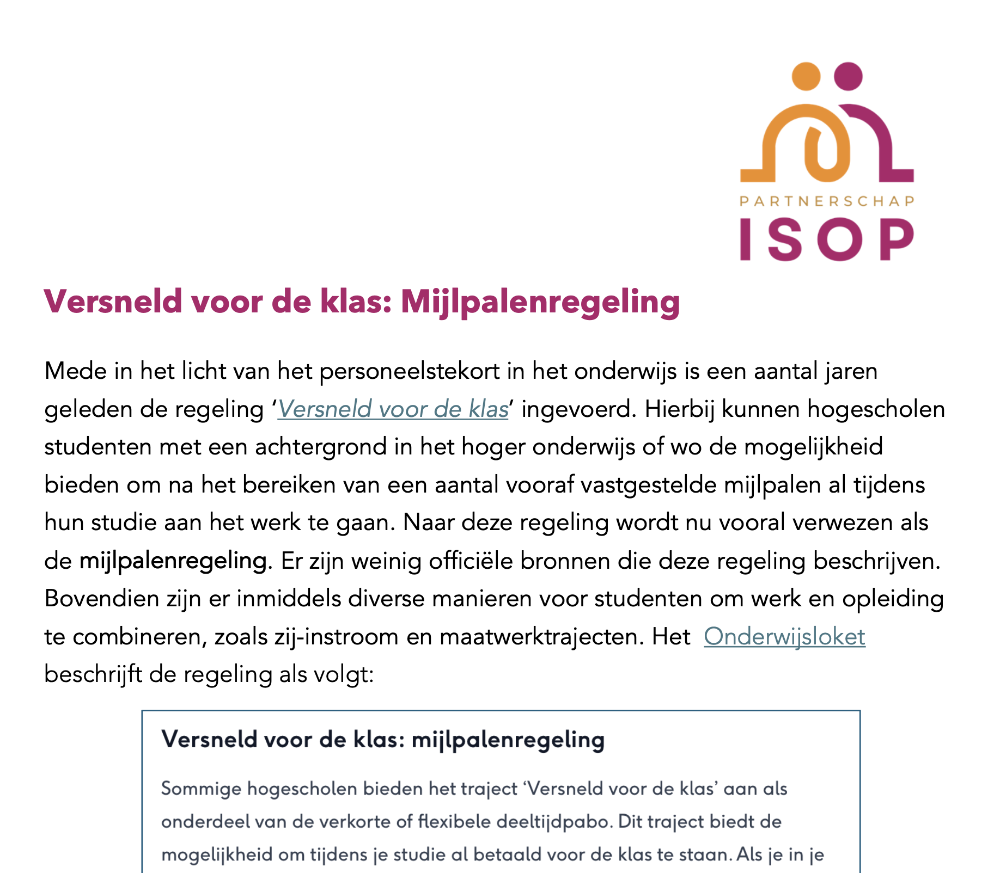 PARTNERSCHAP
ISOP
Versneld voor de klas: Mijlpalenregeling
Mede in het licht van het personeelstekort in het onderwijs is een aantal jaren
geleden de regeling ‘Versneld voor de klas’ ingevoerd. Hierbij kunnen hogescholen
studenten met een achtergrond in het hoger onderwijs of wo de mogelijkheid
bieden om na het bereiken van een aantal vooraf vastgestelde mijlpalen al tijdens
hun studie aan het werk te gaan. Naar deze regeling wordt nu vooral verwezen als
de mijlpalenregeling. Er zijn weinig officiële bronnen die deze regeling beschrijven.
Bovendien zijn er inmiddels diverse manieren voor studenten om werk en opleiding
te combineren, zoals zij-instroom en maatwerktrajecten. Het Onderwijsloket
beschrijft de regeling als volgt:
Versneld voor de klas: mijlpalenregeling
Sommige hogescholen bieden het traject ‘Versneld voor de klas’ aan als
onderdeel van de verkorte of flexibele deeltijdpabo. Dit traject biedt de
mogelijkheid om tijdens je studie al betaald voor de klas te staan. Als je in je